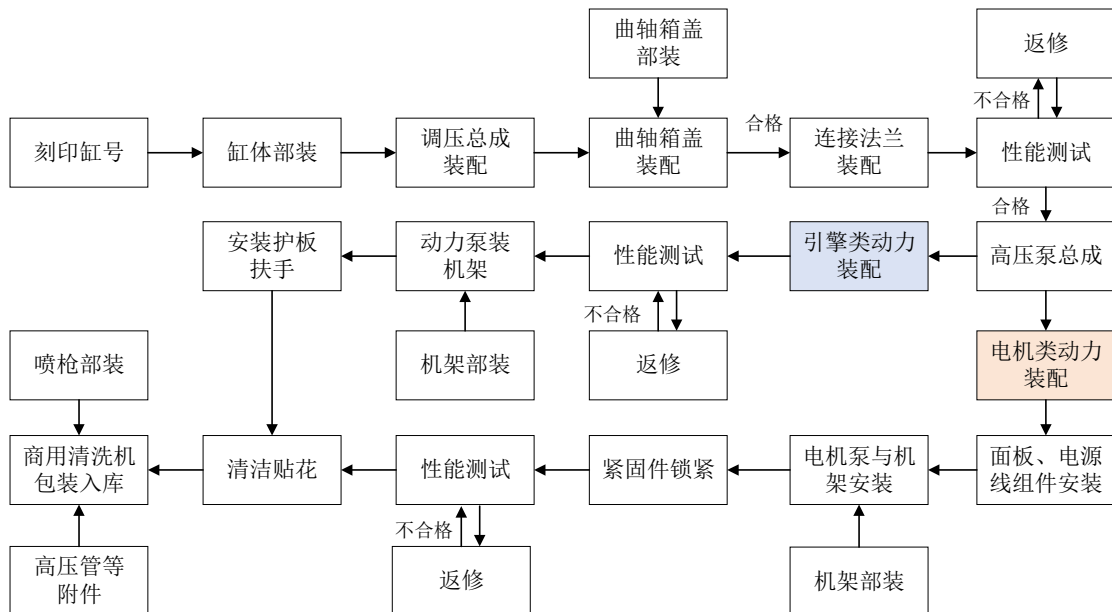 曲轴箱盖
部装
返修
不合格
刻印缸号
缸体部装
调压总成
装配
曲轴箱盖
装配
合格
连接法兰
装配
性能测试
合格
安装护板
扶手
动力泵装
机架
性能测试
引擎类动力
装配
高压泵总成
不合格
喷枪部装
机架部装
返修
电机类动力
装配
商用清洗机
包装入库
清洁贴花
性能测试
紧固件锁紧
电机泵与机
架安装
面板、电源
线组件安装
不合格
高压管等
附件
返修
机架部装